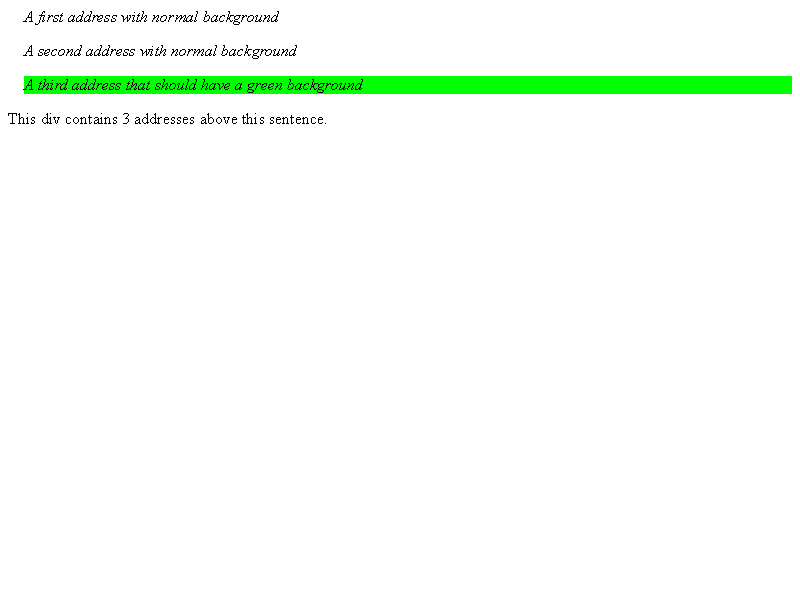 A first address with normal background
A second address with normal background
A third address that should have a green background
This div contains 3 addresses above this sentence.